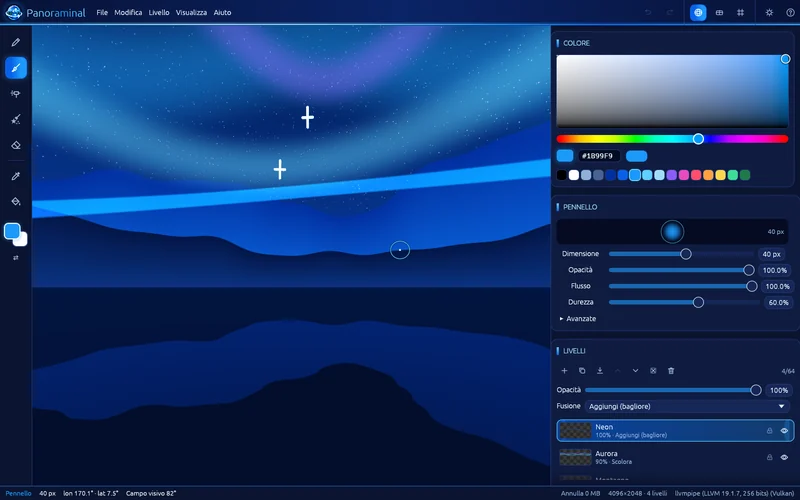 Panoraminal
File Modifica Livello Visualizza Aiuto
COLORE
#1B99F9
PENNELLO
40 px
Dimensione 40 px
Opacità 100.0%
Flusso 100.0%
Durezza 60.0%
Avanzate
LIVELLI
4/64
Opacità 100%
Fusione Aggiungi (bagliore)
Neon
100% · Aggiungi (bagliore)
Aurora
90% · Scolora
Pennello 40 px lon 170.1° · lat 7.5° Campo visivo 82° Annulla 0 MB 4096×2048 · 4 livelli llvmpipe (LLVM 19.1.7, 256 bits) (Vulkan)